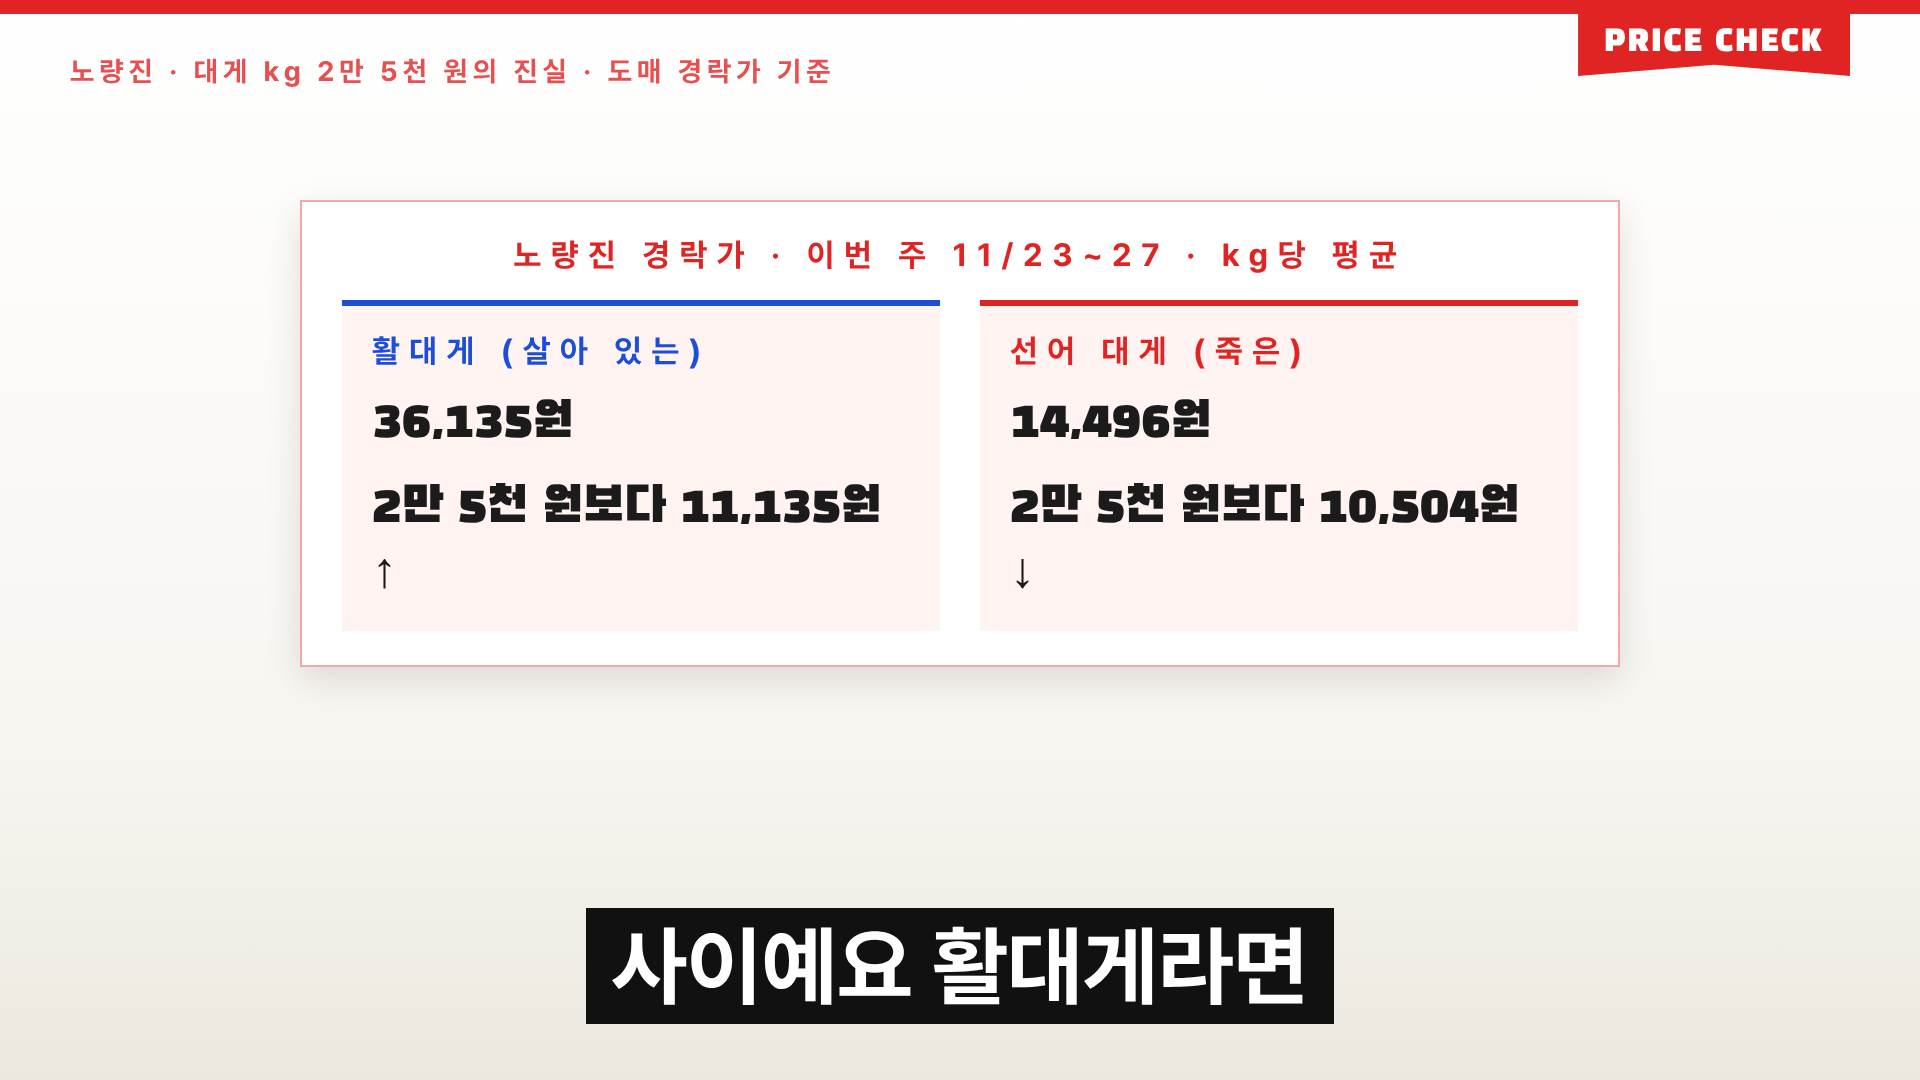 노량진 · 대게 kg 2만 5천 원의 진실 · 도매 경락가 기준
PRICE CHECK
노량진 경락가 · 이번 주 11/23~27 · kg당 평균
활대게 (살아 있는)
36,135원
2만 5천 원보다 11,135원
↑
선어 대게 (죽은)
14,496원
2만 5천 원보다 10,504원
↓
사이예요 활대게라면